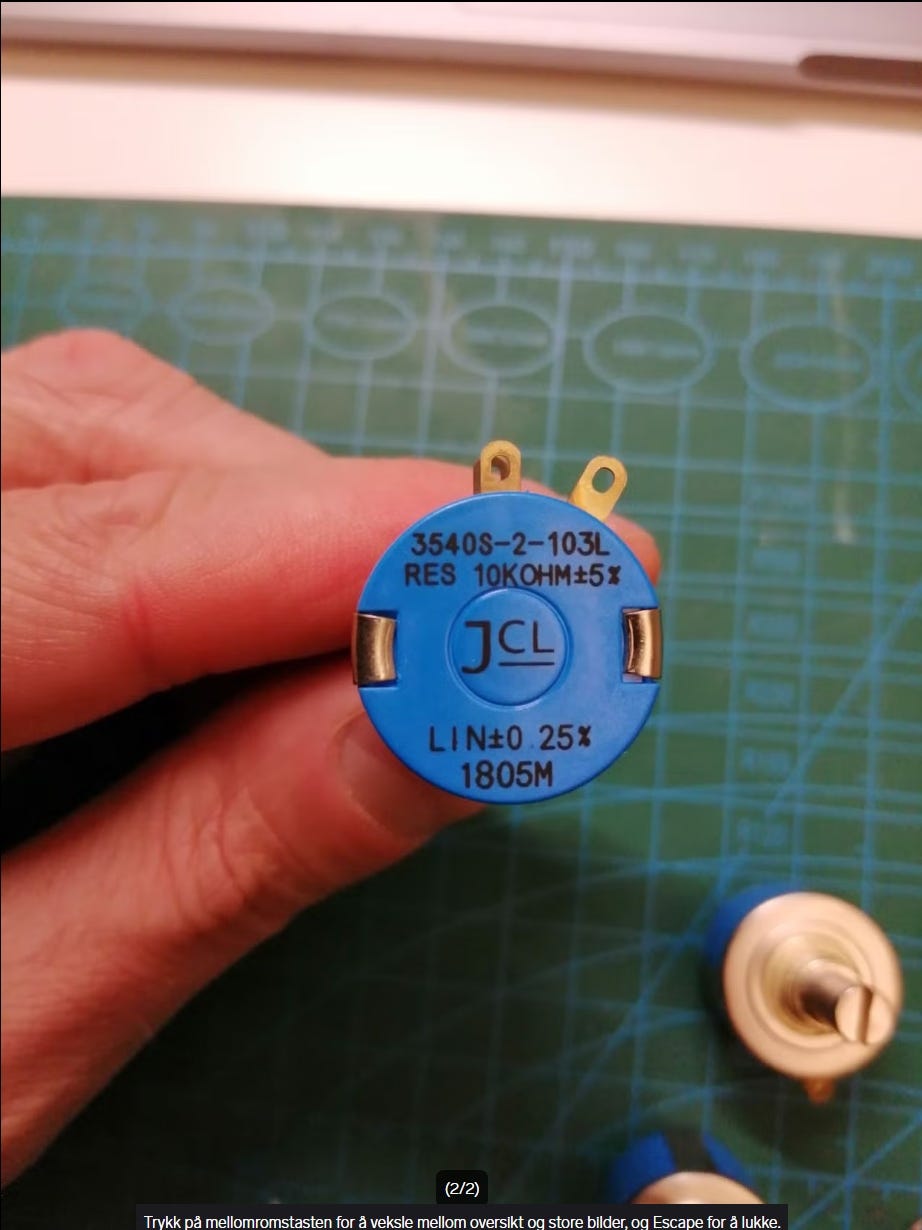 3540S-2-103L
RES 10KOHM±5%
JCL
LIN±0.25%
1805M
(2/2)
Trykk på mellomromstasten for å veksle mellom oversikt og store bilder, og Escape for å lukke.